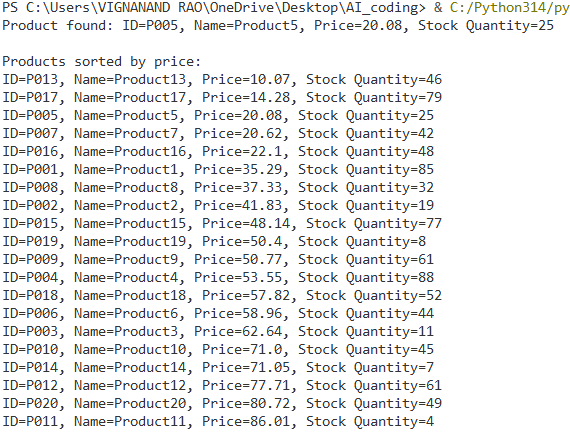 PS C:\Users\VIGNANAND RAO\OneDrive\Desktop\AI_coding> & C:/Python314/py
Product found: ID=P005, Name=Product5, Price=20.08, Stock Quantity=25
Products sorted by price:
ID=P013, Name=Product13, Price=10.07, Stock Quantity=46
ID=P017, Name=Product17, Price=14.28, Stock Quantity=79
ID=P005, Name=Product5, Price=20.08, Stock Quantity=25
ID=P007, Name=Product7, Price=20.62, Stock Quantity=42
ID=P016, Name=Product16, Price=22.1, Stock Quantity=48
ID=P001, Name=Product1, Price=35.29, Stock Quantity=85
ID=P008, Name=Product8, Price=37.33, Stock Quantity=32
ID=P002, Name=Product2, Price=41.83, Stock Quantity=19
ID=P015, Name=Product15, Price=48.14, Stock Quantity=77
ID=P019, Name=Product19, Price=50.4, Stock Quantity=8
ID=P009, Name=Product9, Price=50.77, Stock Quantity=61
ID=P004, Name=Product4, Price=53.55, Stock Quantity=88
ID=P018, Name=Product18, Price=57.82, Stock Quantity=52
ID=P006, Name=Product6, Price=58.96, Stock Quantity=44
ID=P003, Name=Product3, Price=62.64, Stock Quantity=11
ID=P010, Name=Product10, Price=71.0, Stock Quantity=45
ID=P014, Name=Product14, Price=71.05, Stock Quantity=7
ID=P012, Name=Product12, Price=77.71, Stock Quantity=61
ID=P020, Name=Product20, Price=80.72, Stock Quantity=49
ID=P011, Name=Product11, Price=86.01, Stock Quantity=4